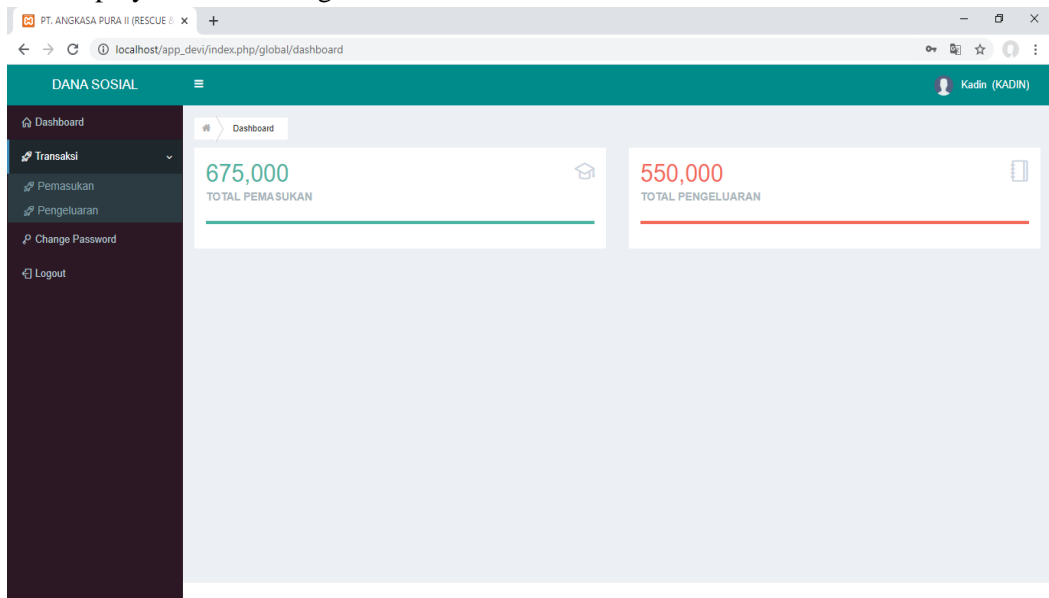 PT. ANGKASA PURA II (RESCUE &
localhost/app_devi/index.php/global/dashboard
DANA SOSIAL
Kadin (KADIN)
Dashboard
Transaksi
Pemasukan
Pengeluaran
Change Password
Logout
Dashboard
675,000
TOTAL PEMASUKAN
550,000
TOTAL PENGELUARAN